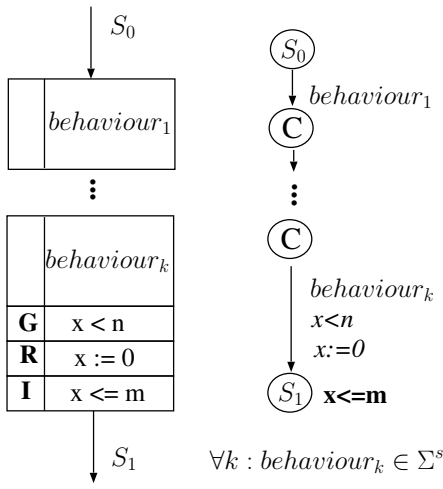 S₀
behaviour₁
⋮
behaviourₖ
G x < n
R x := 0
I x <= m
S₁
S₀
behaviour₁
C
⋮
C
behaviourₖ
x<n
x:=0
S₁ x<=m
∀k : behaviourₖ ∈ Σˢ